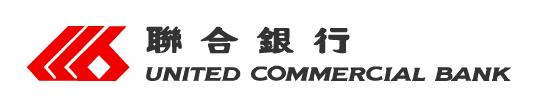 聯合銀行
UNITED COMMERCIAL BANK